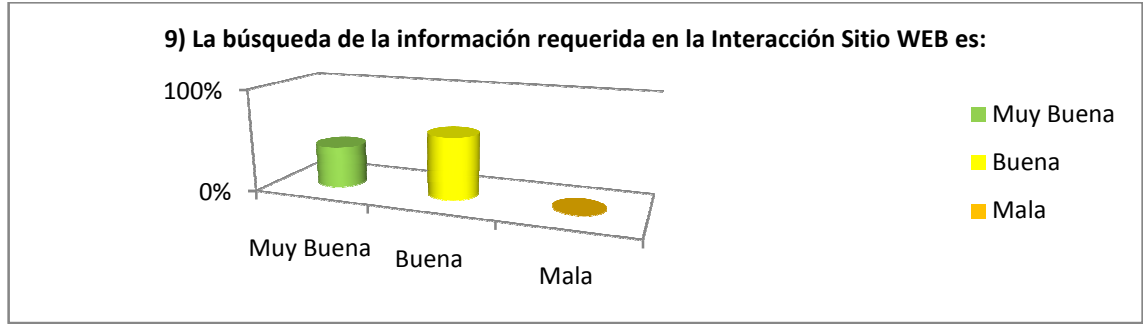 9) La búsqueda de la información requerida en la Interacción Sitio WEB es:
100%
0%
Muy Buena
Buena
Mala
Muy Buena
Buena
Mala